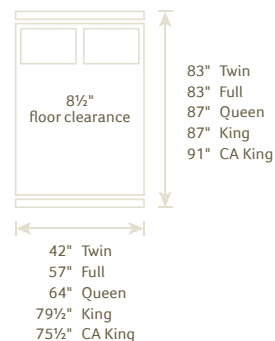 8½"
floor clearance
83" Twin
83" Full
87" Queen
87" King
91" CA King
42" Twin
57" Full
64" Queen
79½" King
75½" CA King